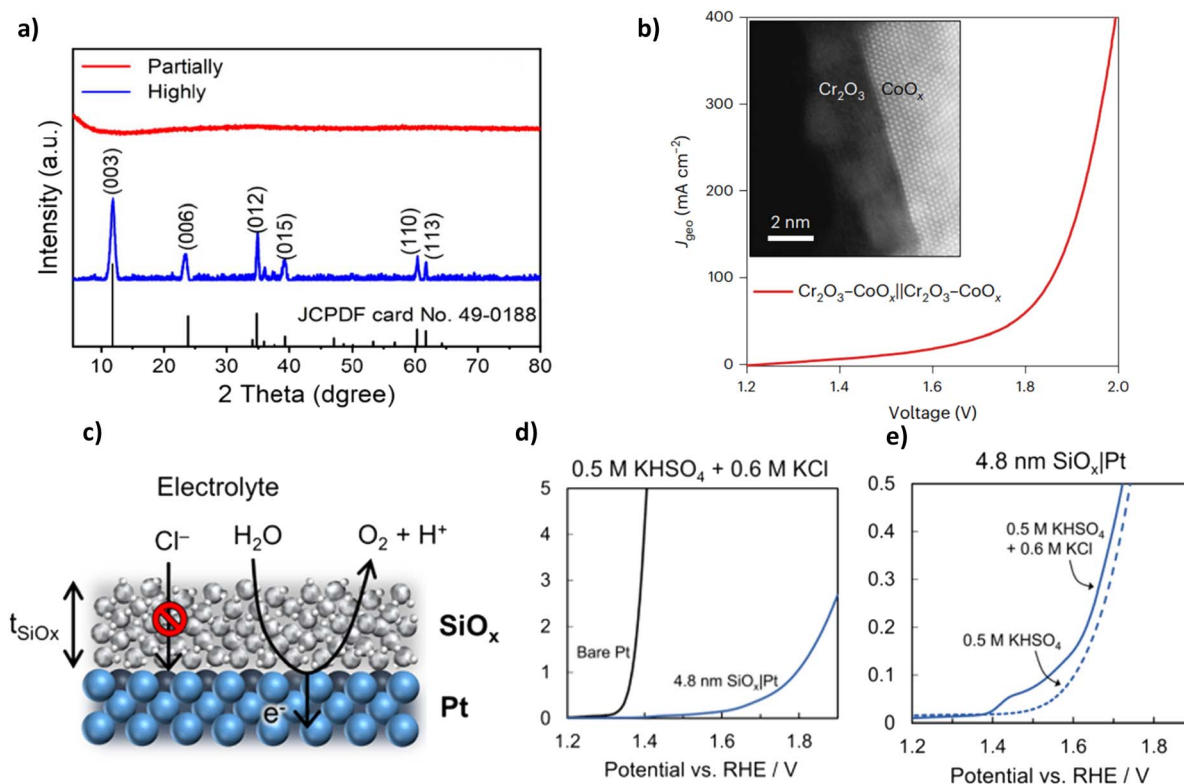 a)
Partially
Highly
(003)
(006)
(012)
(015)
(110)
(113)
JCPDF card No. 49-0188
Intensity (a.u.)
10 20 30 40 50 60 70 80
2 Theta (dgree)
b)
400
300
200
100
0
J_geo (mA cm⁻²)
Cr₂O₃ CoOₓ
2 nm
Cr₂O₃–CoOₓ||Cr₂O₃–CoOₓ
1.2 1.4 1.6 1.8 2.0
Voltage (V)
c)
Electrolyte
Cl⁻ H₂O O₂ + H⁺
t_SiOx
SiOₓ
e⁻ Pt
d)
0.5 M KHSO₄ + 0.6 M KCl
5
4
3
2
1
0
Bare Pt
4.8 nm SiOₓ|Pt
1.2 1.4 1.6 1.8
Potential vs. RHE / V
e)
4.8 nm SiOₓ|Pt
0.5
0.4
0.3
0.2
0.1
0
0.5 M KHSO₄
+ 0.6 M KCl
0.5 M KHSO₄
1.2 1.4 1.6 1.8
Potential vs. RHE / V